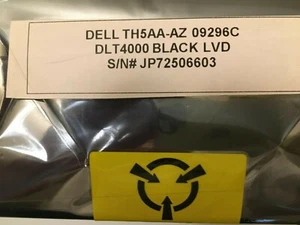 DELL TH5AA-AZ 09296C
DLT4000 BLACK LVD
S/N# JP72506603